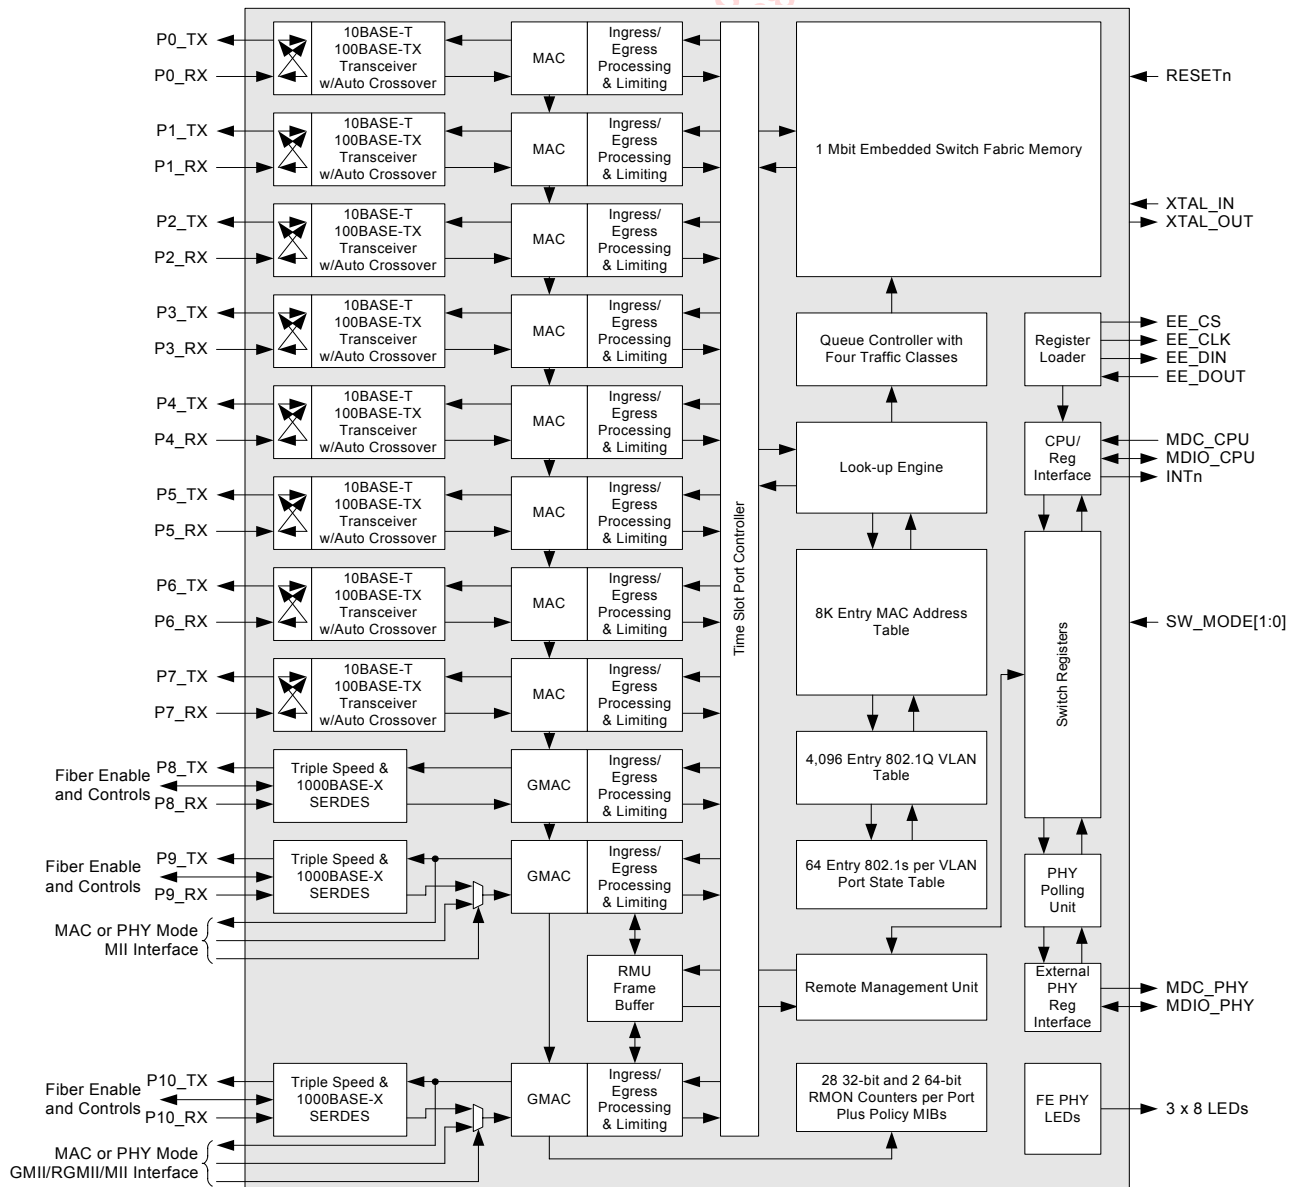 P0_TX
P0_RX
10BASE-T
100BASE-TX
Transceiver
w/Auto Crossover
MAC
Ingress/
Egress
Processing
& Limiting
P1_TX
P1_RX
10BASE-T
100BASE-TX
Transceiver
w/Auto Crossover
MAC
Ingress/
Egress
Processing
& Limiting
P2_TX
P2_RX
10BASE-T
100BASE-TX
Transceiver
w/Auto Crossover
MAC
Ingress/
Egress
Processing
& Limiting
P3_TX
P3_RX
10BASE-T
100BASE-TX
Transceiver
w/Auto Crossover
MAC
Ingress/
Egress
Processing
& Limiting
P4_TX
P4_RX
10BASE-T
100BASE-TX
Transceiver
w/Auto Crossover
MAC
Ingress/
Egress
Processing
& Limiting
P5_TX
P5_RX
10BASE-T
100BASE-TX
Transceiver
w/Auto Crossover
MAC
Ingress/
Egress
Processing
& Limiting
P6_TX
P6_RX
10BASE-T
100BASE-TX
Transceiver
w/Auto Crossover
MAC
Ingress/
Egress
Processing
& Limiting
P7_TX
P7_RX
10BASE-T
100BASE-TX
Transceiver
w/Auto Crossover
MAC
Ingress/
Egress
Processing
& Limiting
P8_TX
Fiber Enable
and Controls
P8_RX
Triple Speed &
1000BASE-X
SERDES
GMAC
Ingress/
Egress
Processing
& Limiting
P9_TX
Fiber Enable
and Controls
P9_RX
Triple Speed &
1000BASE-X
SERDES
GMAC
Ingress/
Egress
Processing
& Limiting
MAC or PHY Mode
MII Interface
RMU
Frame
Buffer
P10_TX
Fiber Enable
and Controls
P10_RX
Triple Speed &
1000BASE-X
SERDES
GMAC
Ingress/
Egress
Processing
& Limiting
MAC or PHY Mode
GMII/RGMII/MII Interface
Time Slot Port Controller
1 Mbit Embedded Switch Fabric Memory
Queue Controller with
Four Traffic Classes
Look-up Engine
8K Entry MAC Address
Table
4,096 Entry 802.1Q VLAN
Table
64 Entry 802.1s per VLAN
Port State Table
Remote Management Unit
28 32-bit and 2 64-bit
RMON Counters per Port
Plus Policy MIBs
Register
Loader
CPU/
Reg
Interface
Switch Registers
PHY
Polling
Unit
External
PHY
Reg
Interface
FE PHY
LEDs
RESETn
XTAL_IN
XTAL_OUT
EE_CS
EE_CLK
EE_DIN
EE_DOUT
MDC_CPU
MDIO_CPU
INTn
SW_MODE[1:0]
MDC_PHY
MDIO_PHY
3 x 8 LEDs